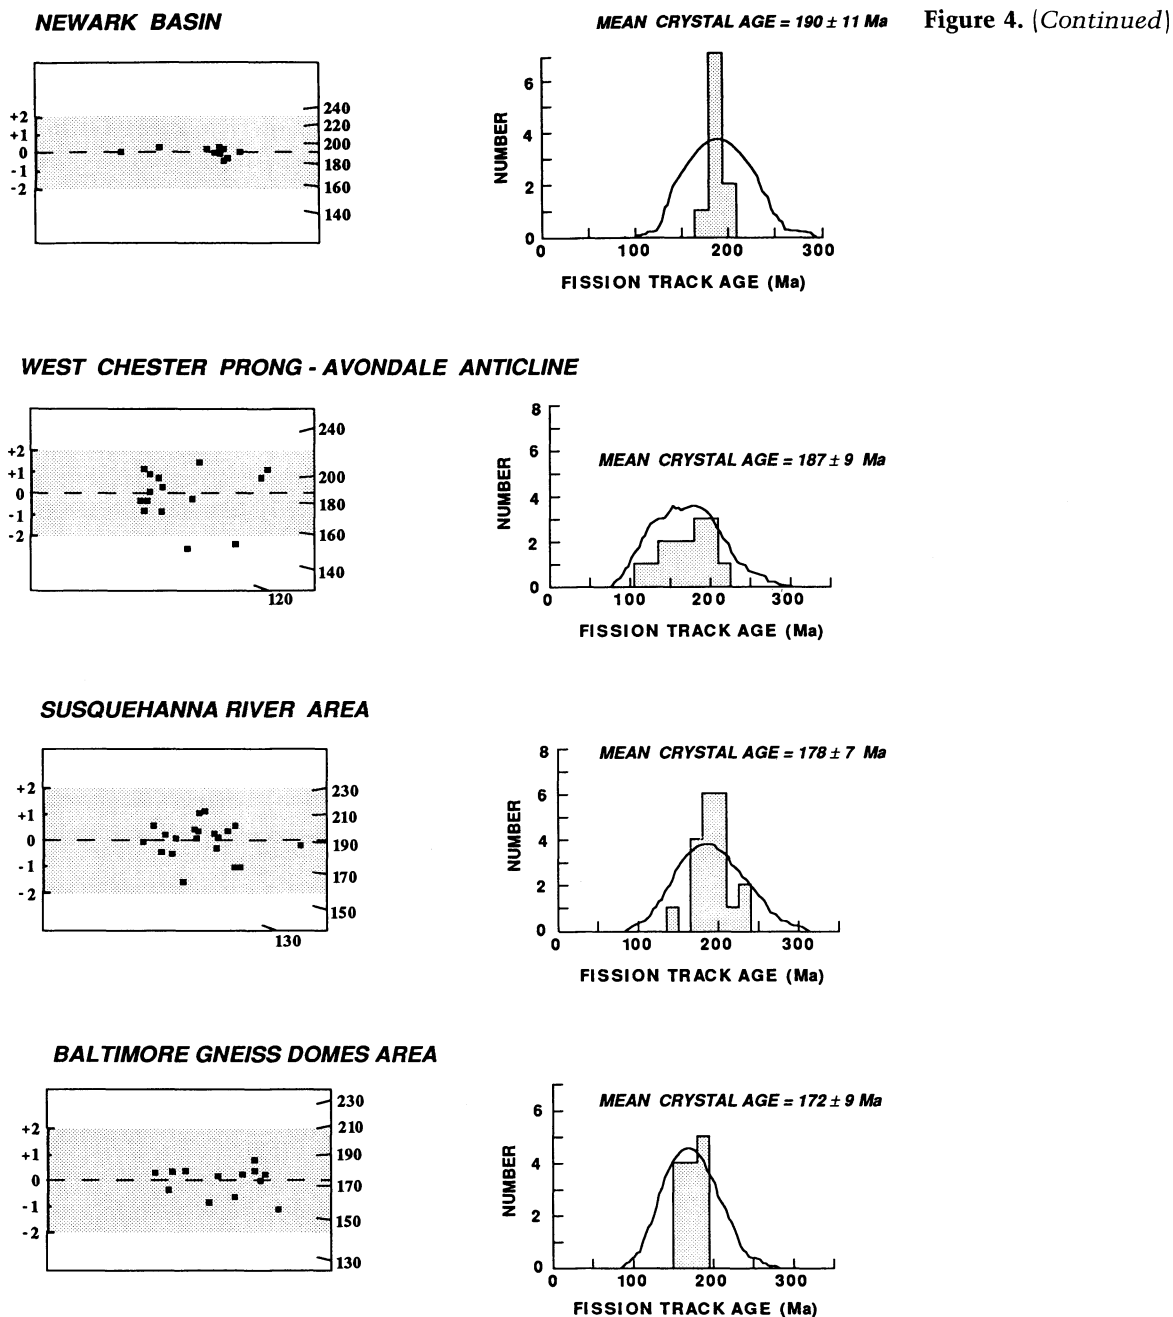 NEWARK BASIN
MEAN CRYSTAL AGE = 190 ± 11 Ma
Figure 4. (Continued)
+2
+1
0
-1
-2
240
220
200
180
160
140
NUMBER
6
4
2
0
0 100 200 300
FISSION TRACK AGE (Ma)
WEST CHESTER PRONG - AVONDALE ANTICLINE
+2
+1
0
-1
-2
240
200
180
160
140
120
MEAN CRYSTAL AGE = 187 ± 9 Ma
NUMBER
8
6
4
2
0
0 100 200 300
FISSION TRACK AGE (Ma)
SUSQUEHANNA RIVER AREA
+2
+1
0
-1
-2
230
210
190
170
150
130
MEAN CRYSTAL AGE = 178 ± 7 Ma
NUMBER
8
6
4
2
0
0 100 200 300
FISSION TRACK AGE (Ma)
BALTIMORE GNEISS DOMES AREA
+2
+1
0
-1
-2
230
210
190
170
150
130
MEAN CRYSTAL AGE = 172 ± 9 Ma
NUMBER
6
4
2
0
0 100 200 300
FISSION TRACK AGE (Ma)